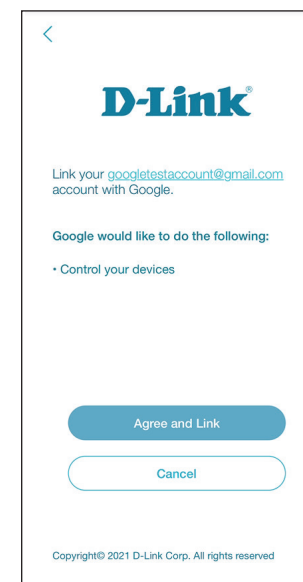 D-Link®
Link your googletestaccount@gmail.com
account with Google.
Google would like to do the following:
• Control your devices
Agree and Link
Cancel
Copyright© 2021 D-Link Corp. All rights reserved